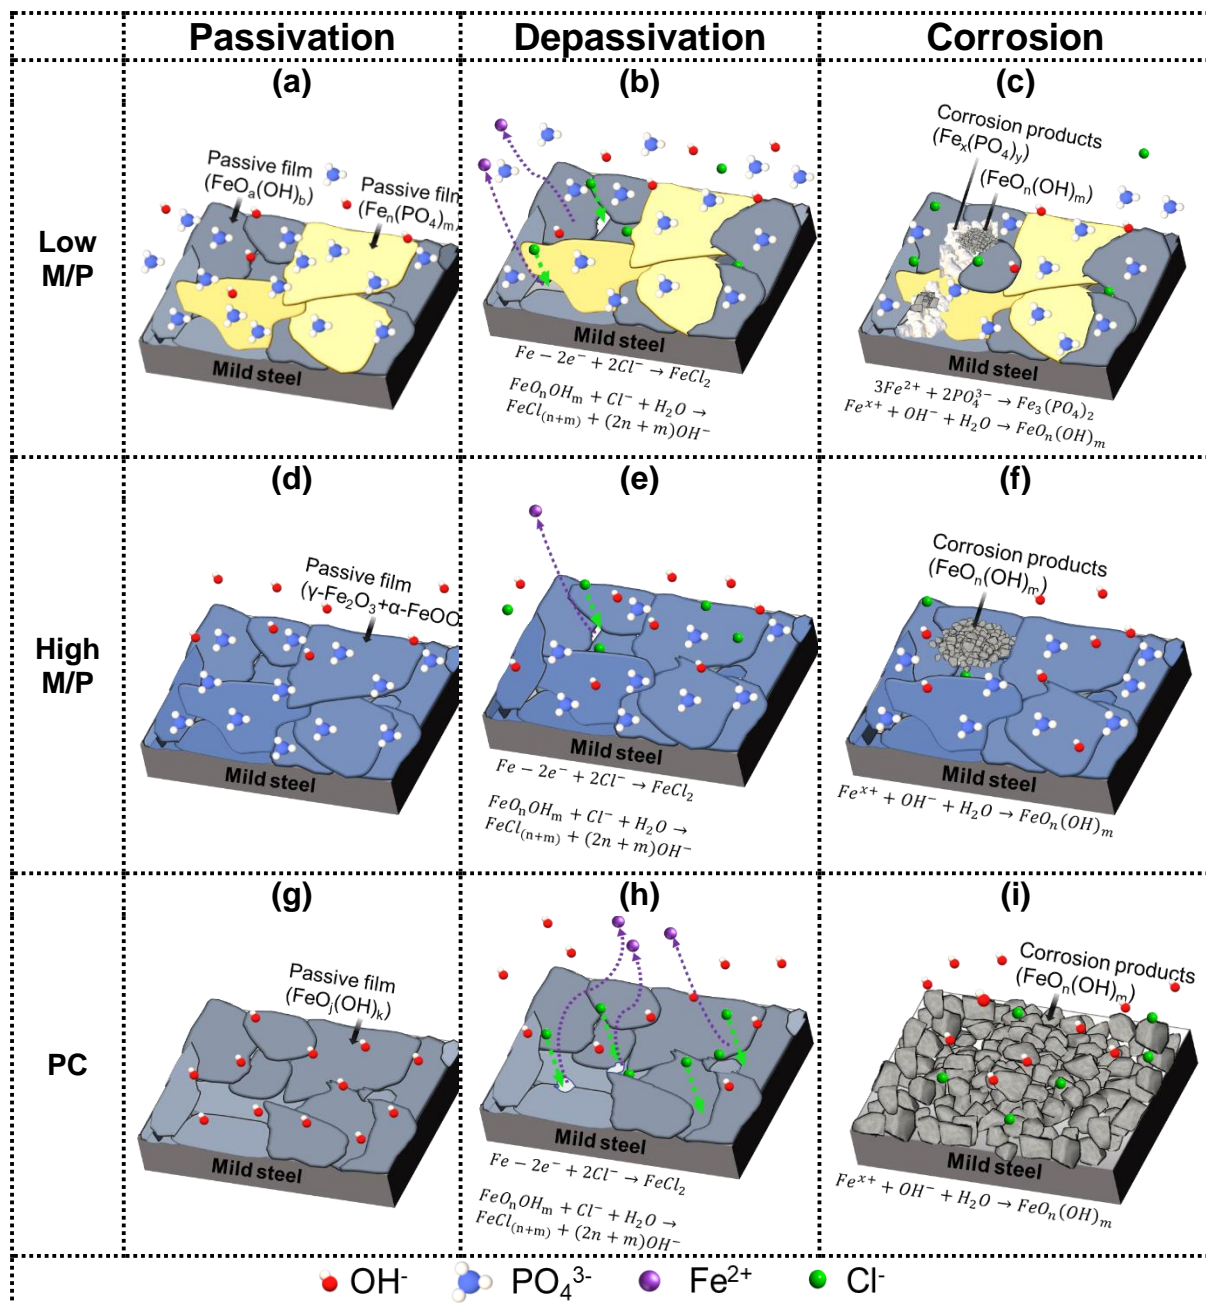 Passivation
Depassivation
Corrosion
Low
M/P
(a)
Passive film
(FeOₐ(OH)_b)
Passive film
(Feₙ(PO₄)ₘ)
Mild steel
(b)
Mild steel
Fe − 2e⁻ + 2Cl⁻ → FeCl₂
FeOₙOHₘ + Cl⁻ + H₂O →
FeCl₍ₙ₊ₘ₎ + (2n + m)OH⁻
(c)
Corrosion products
(Feₓ(PO₄)_y)
(FeOₙ(OH)ₘ)
Mild steel
3Fe²⁺ + 2PO₄³⁻ → Fe₃(PO₄)₂
Feˣ⁺ + OH⁻ + H₂O → FeOₙ(OH)ₘ
High
M/P
(d)
Passive film
(γ-Fe₂O₃+α-FeOO
Mild steel
(e)
Mild steel
Fe − 2e⁻ + 2Cl⁻ → FeCl₂
FeOₙOHₘ + Cl⁻ + H₂O →
FeCl₍ₙ₊ₘ₎ + (2n + m)OH⁻
(f)
Corrosion products
(FeOₙ(OH)ₘ)
Mild steel
Feˣ⁺ + OH⁻ + H₂O → FeOₙ(OH)ₘ
PC
(g)
Passive film
(FeOⱼ(OH)ₖ)
Mild steel
(h)
Mild steel
Fe − 2e⁻ + 2Cl⁻ → FeCl₂
FeOₙOHₘ + Cl⁻ + H₂O →
FeCl₍ₙ₊ₘ₎ + (2n + m)OH⁻
(i)
Corrosion products
(FeOₙ(OH)ₘ)
Mild steel
Feˣ⁺ + OH⁻ + H₂O → FeOₙ(OH)ₘ
OH⁻ PO₄³⁻ Fe²⁺ Cl⁻